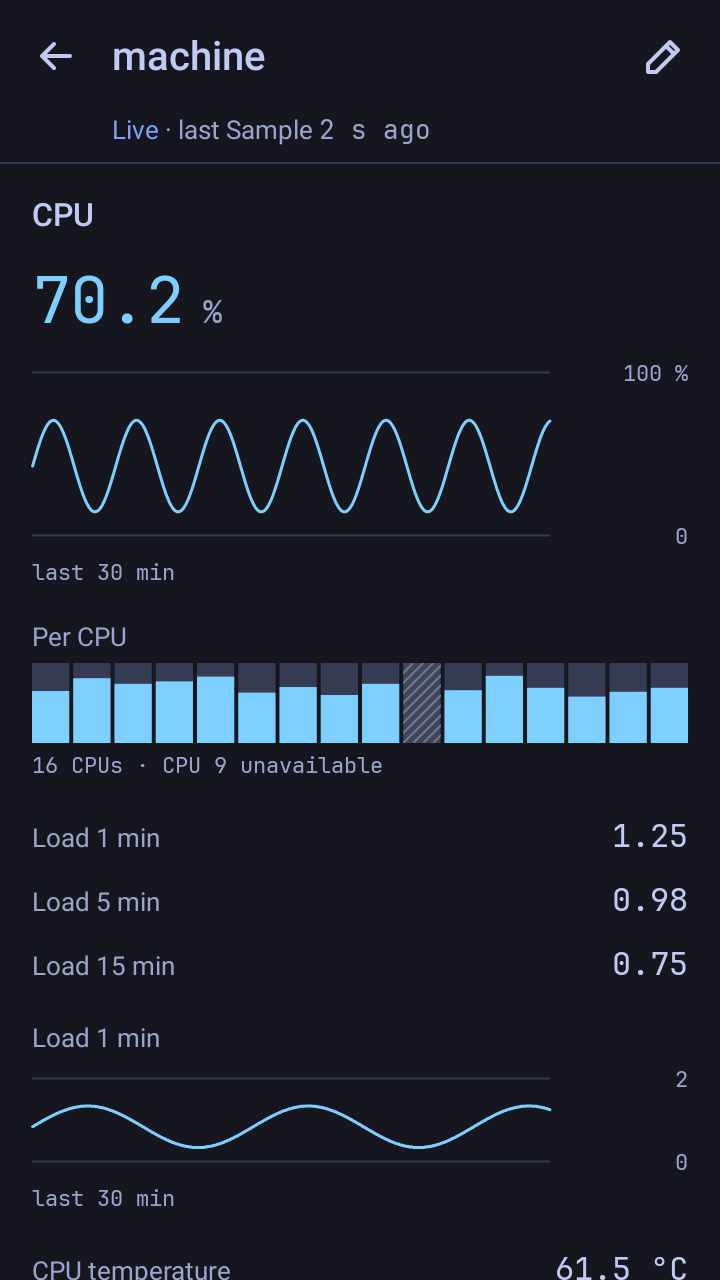 machine
Live · last Sample 2 s ago
CPU
70.2 %
100 %
0
last 30 min
Per CPU
16 CPUs · CPU 9 unavailable
Load 1 min 1.25
Load 5 min 0.98
Load 15 min 0.75
Load 1 min
2
0
last 30 min
CPU temperature 61.5 °C